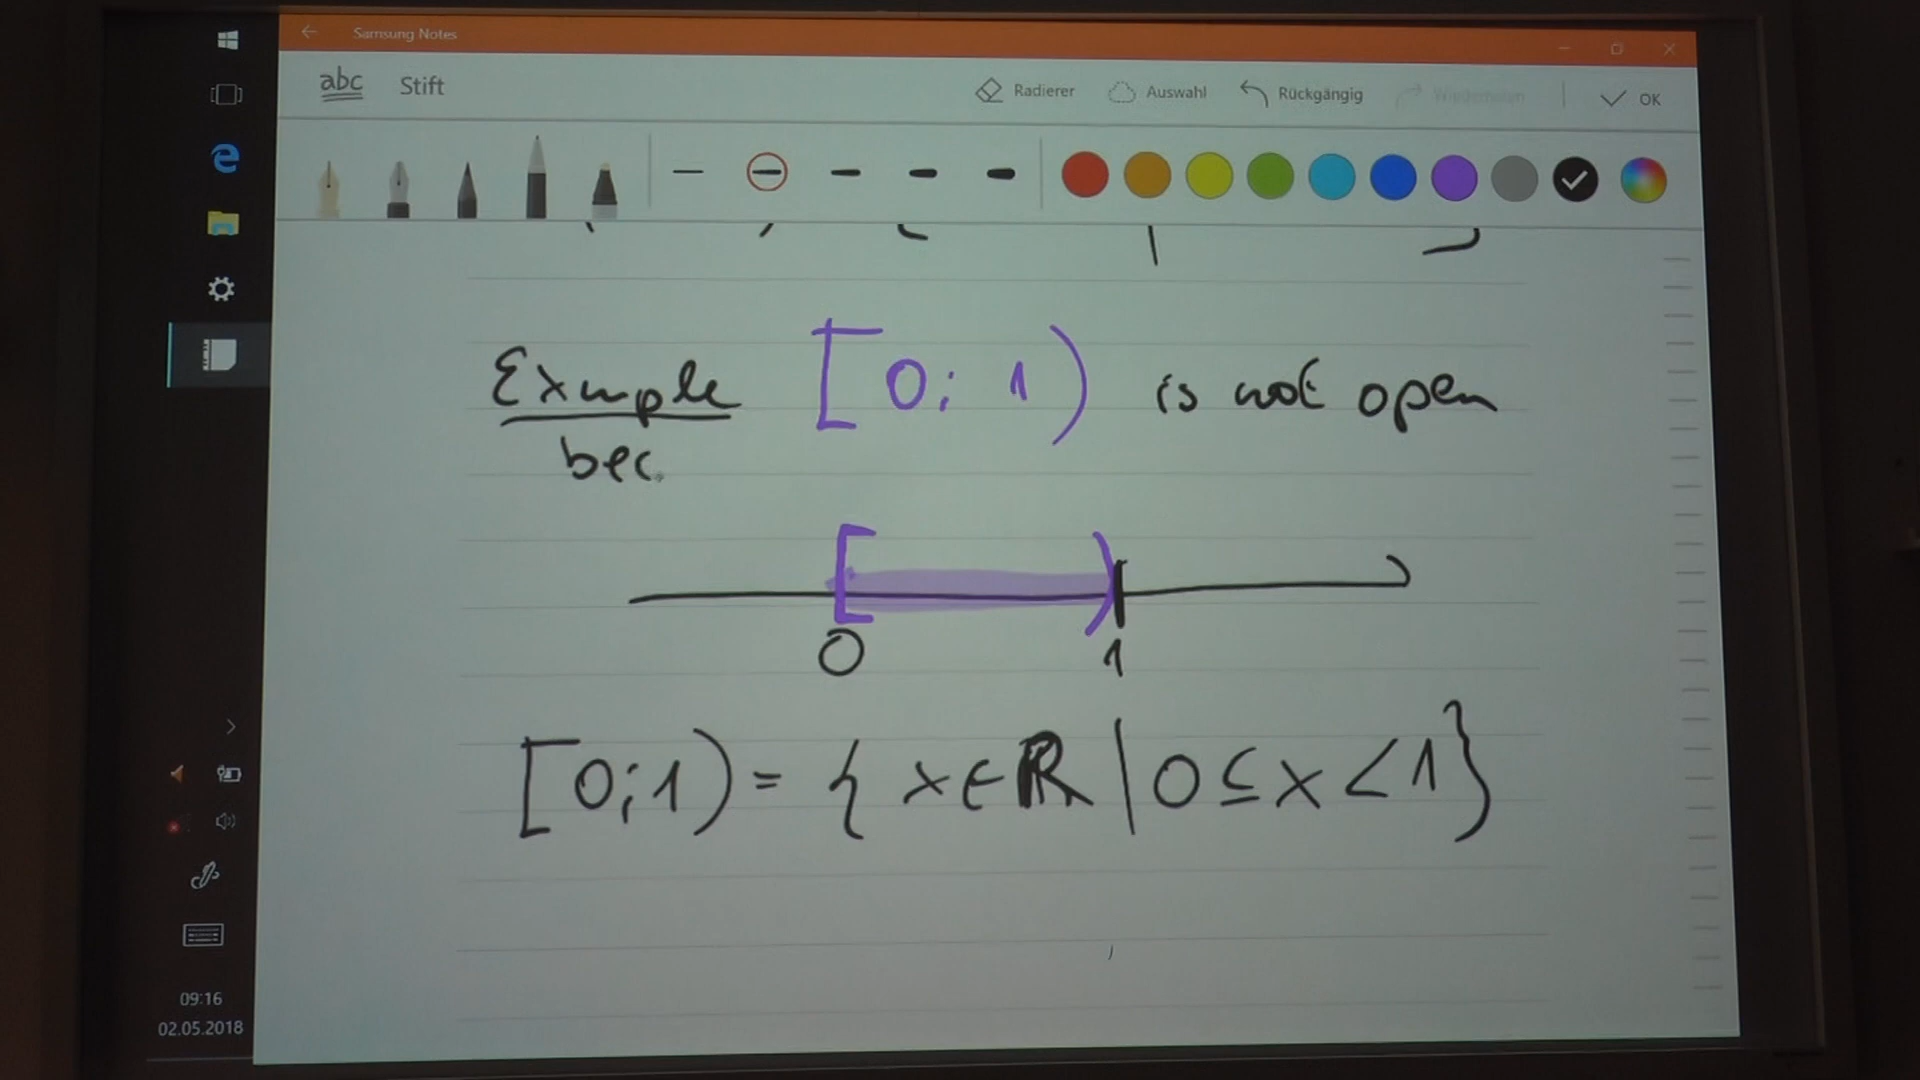 Samsung Notes
abc Stift Radierer Auswahl Rückgängig Wiederholen OK
Example [0; 1) is not open
bec.
0 1
[0;1) = { x ∈ ℝ | 0 ≤ x < 1}
09:16
02.05.2018